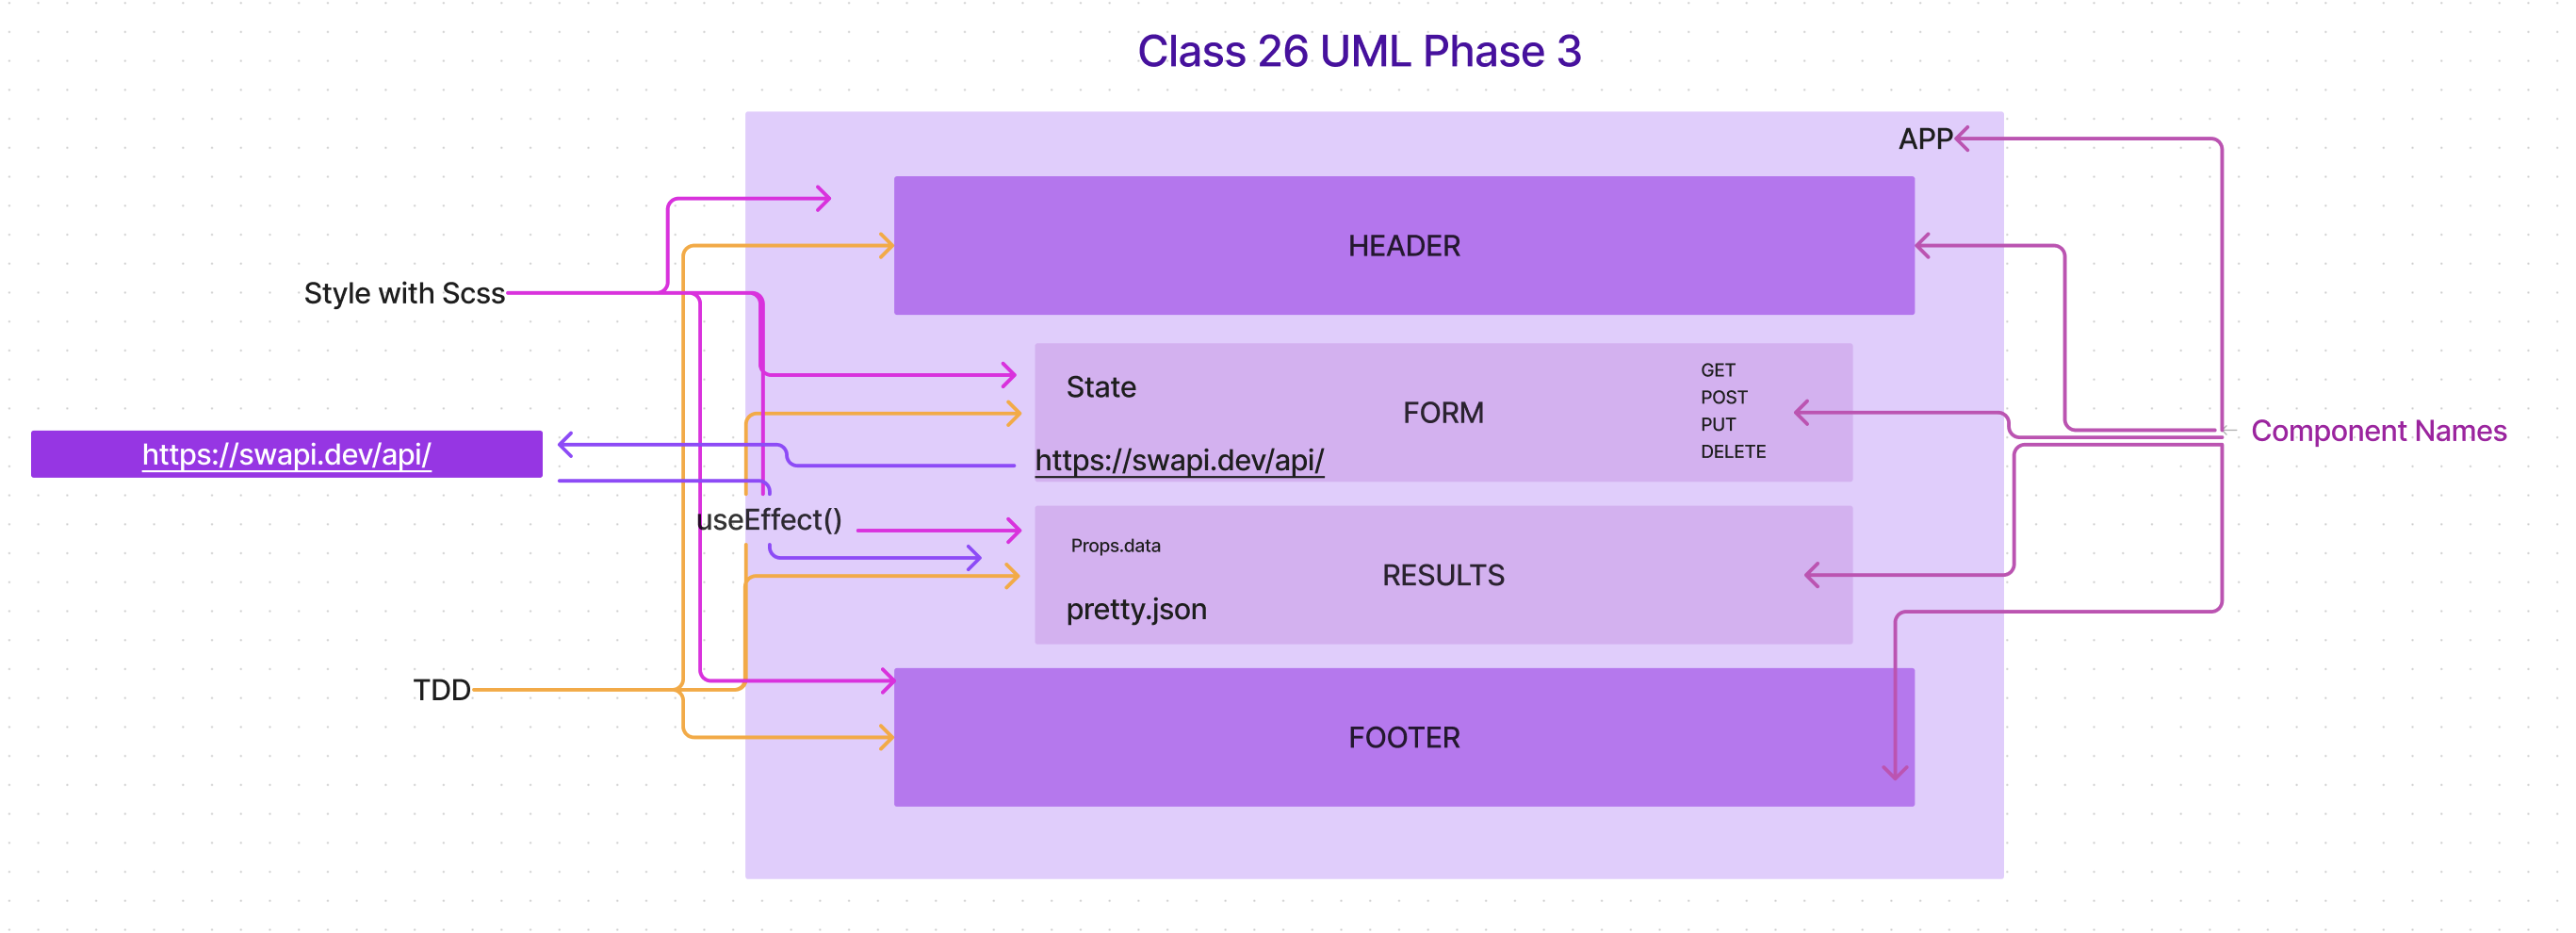 Class 26 UML Phase 3
APP
HEADER
Style with Scss
State
FORM
GET
POST
PUT
DELETE
https://swapi.dev/api/
https://swapi.dev/api/
Component Names
useEffect()
Props.data
RESULTS
pretty.json
TDD
FOOTER